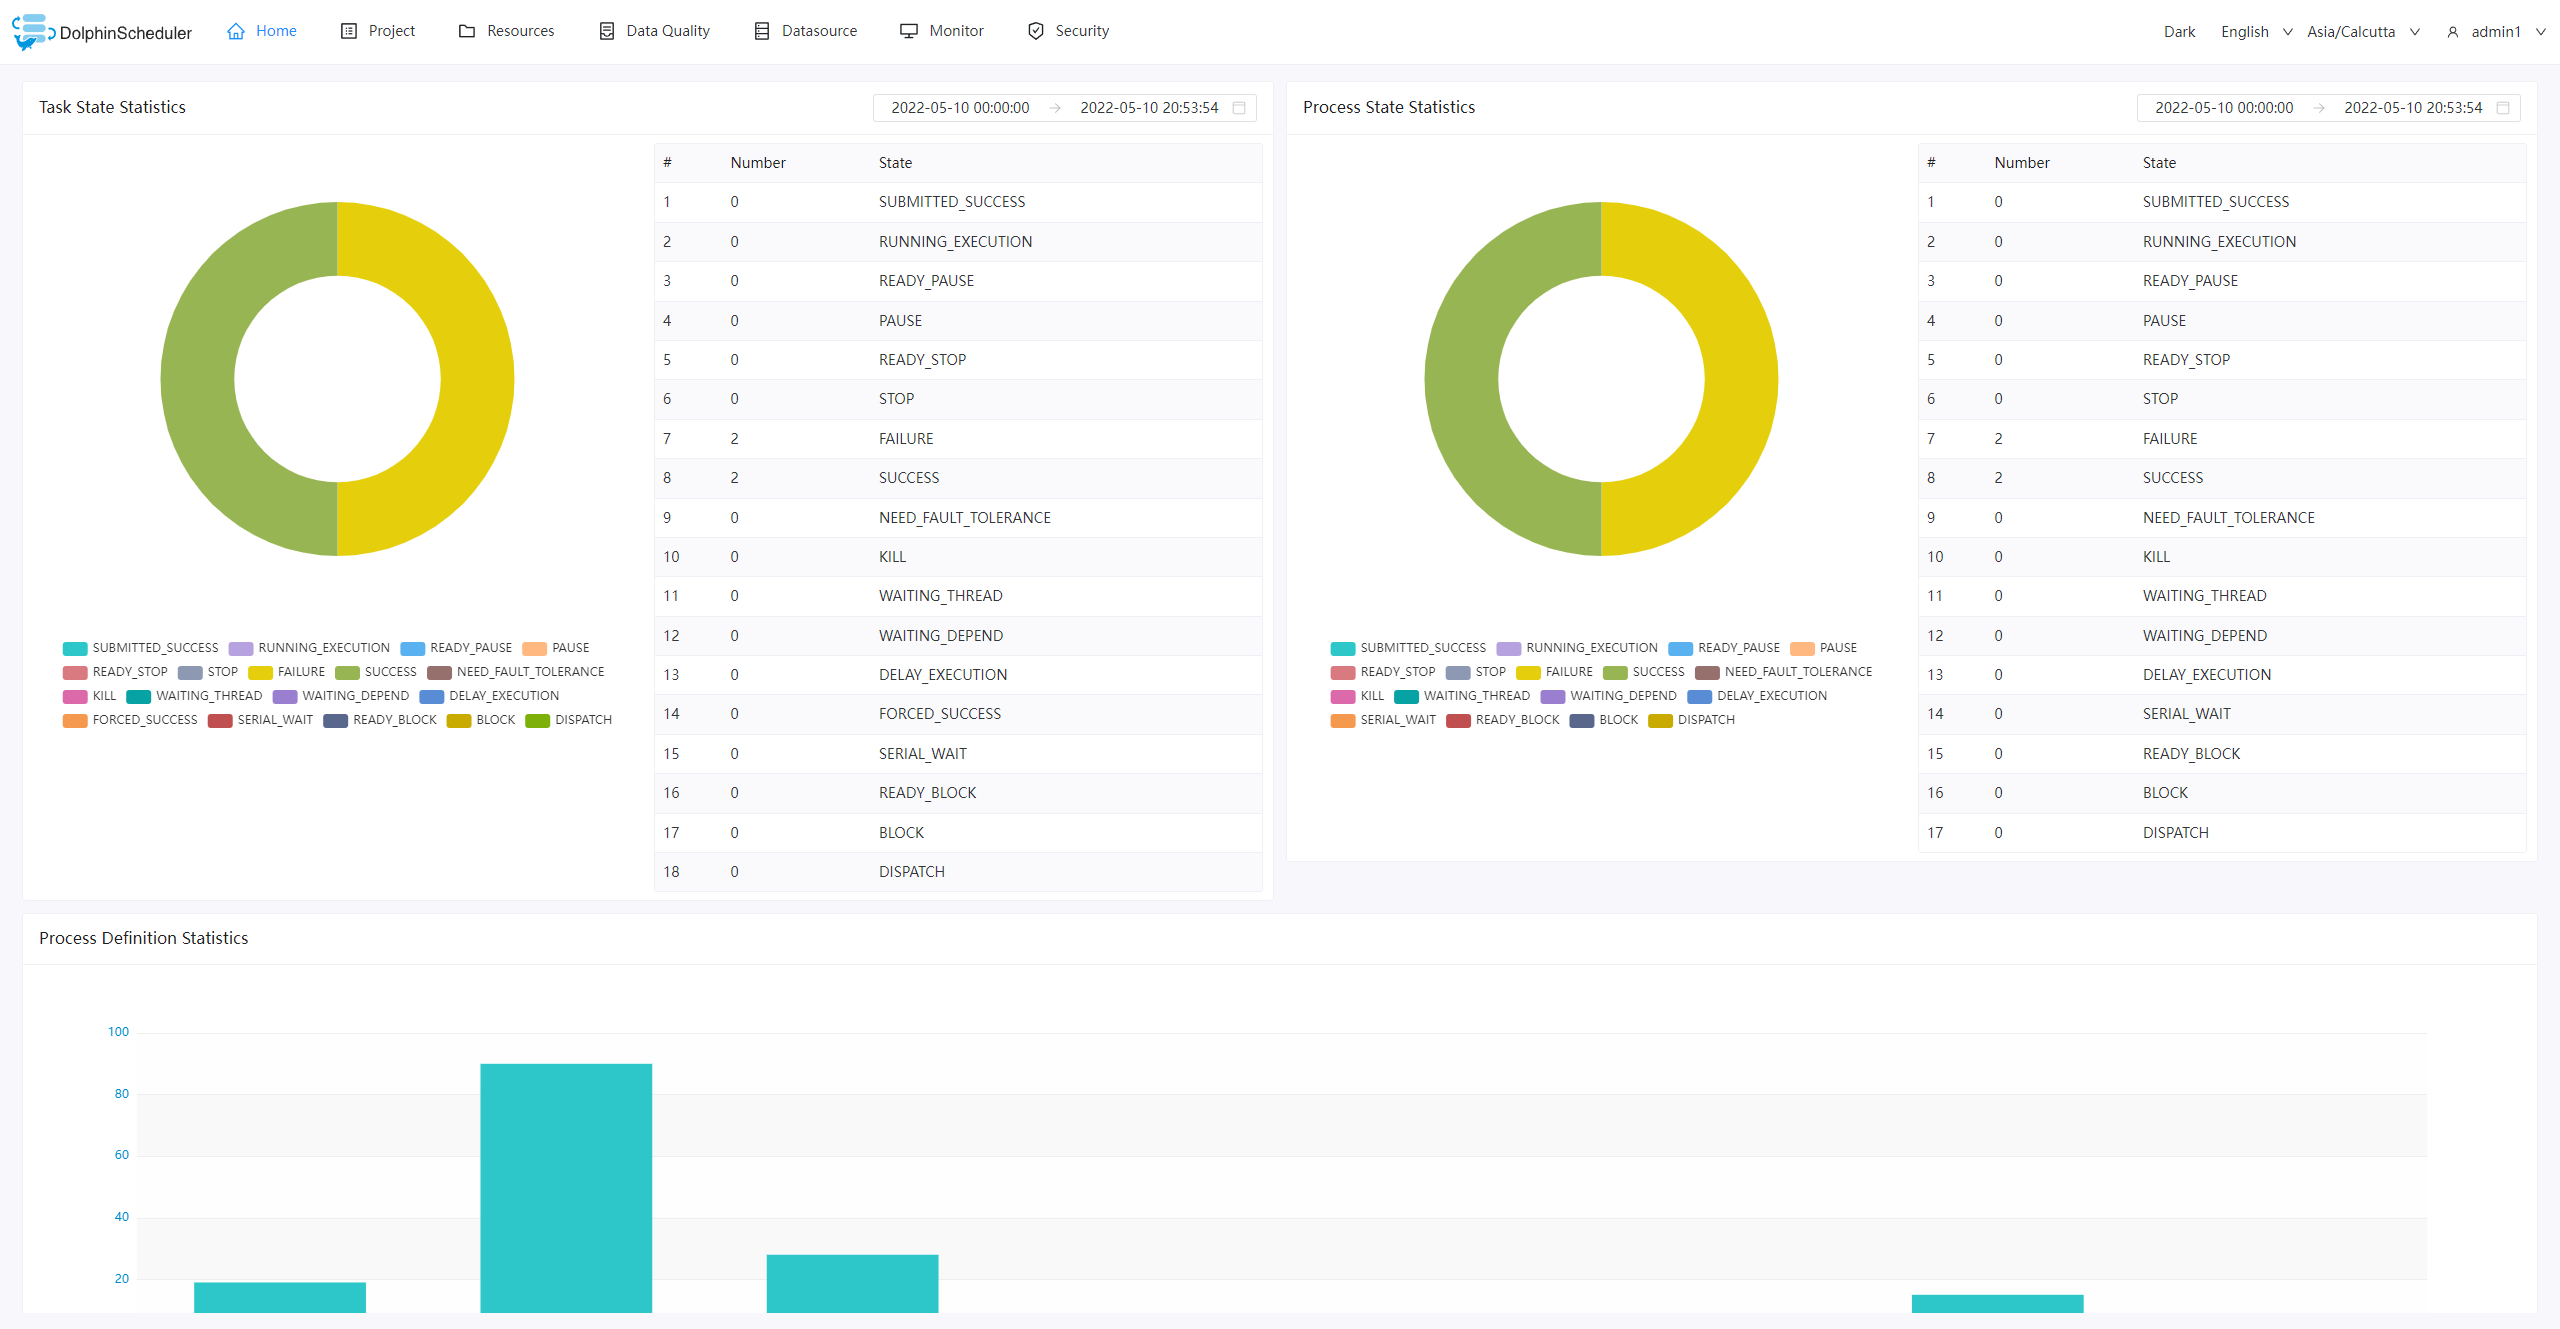 DolphinScheduler Home Project Resources Data Quality Datasource Monitor Security Dark English Asia/Calcutta admin1
Task State Statistics 2022-05-10 00:00:00 2022-05-10 20:53:54
# Number State
1 0 SUBMITTED_SUCCESS
2 0 RUNNING_EXECUTION
3 0 READY_PAUSE
4 0 PAUSE
5 0 READY_STOP
6 0 STOP
7 2 FAILURE
8 2 SUCCESS
9 0 NEED_FAULT_TOLERANCE
10 0 KILL
11 0 WAITING_THREAD
12 0 WAITING_DEPEND
13 0 DELAY_EXECUTION
14 0 FORCED_SUCCESS
15 0 SERIAL_WAIT
16 0 READY_BLOCK
17 0 BLOCK
18 0 DISPATCH
SUBMITTED_SUCCESS RUNNING_EXECUTION READY_PAUSE PAUSE
READY_STOP STOP FAILURE SUCCESS NEED_FAULT_TOLERANCE
KILL WAITING_THREAD WAITING_DEPEND DELAY_EXECUTION
FORCED_SUCCESS SERIAL_WAIT READY_BLOCK BLOCK DISPATCH
Process State Statistics 2022-05-10 00:00:00 2022-05-10 20:53:54
# Number State
1 0 SUBMITTED_SUCCESS
2 0 RUNNING_EXECUTION
3 0 READY_PAUSE
4 0 PAUSE
5 0 READY_STOP
6 0 STOP
7 2 FAILURE
8 2 SUCCESS
9 0 NEED_FAULT_TOLERANCE
10 0 KILL
11 0 WAITING_THREAD
12 0 WAITING_DEPEND
13 0 DELAY_EXECUTION
14 0 SERIAL_WAIT
15 0 READY_BLOCK
16 0 BLOCK
17 0 DISPATCH
SUBMITTED_SUCCESS RUNNING_EXECUTION READY_PAUSE PAUSE
READY_STOP STOP FAILURE SUCCESS NEED_FAULT_TOLERANCE
KILL WAITING_THREAD WAITING_DEPEND DELAY_EXECUTION
SERIAL_WAIT READY_BLOCK BLOCK DISPATCH
Process Definition Statistics
100
80
60
40
20